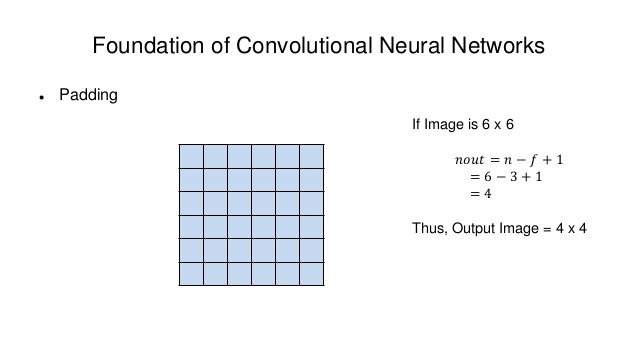 Foundation of Convolutional Neural Networks
• Padding
If Image is 6 x 6
𝑛𝑜𝑢𝑡 = 𝑛 − 𝑓 + 1
= 6 − 3 + 1
= 4
Thus, Output Image = 4 x 4